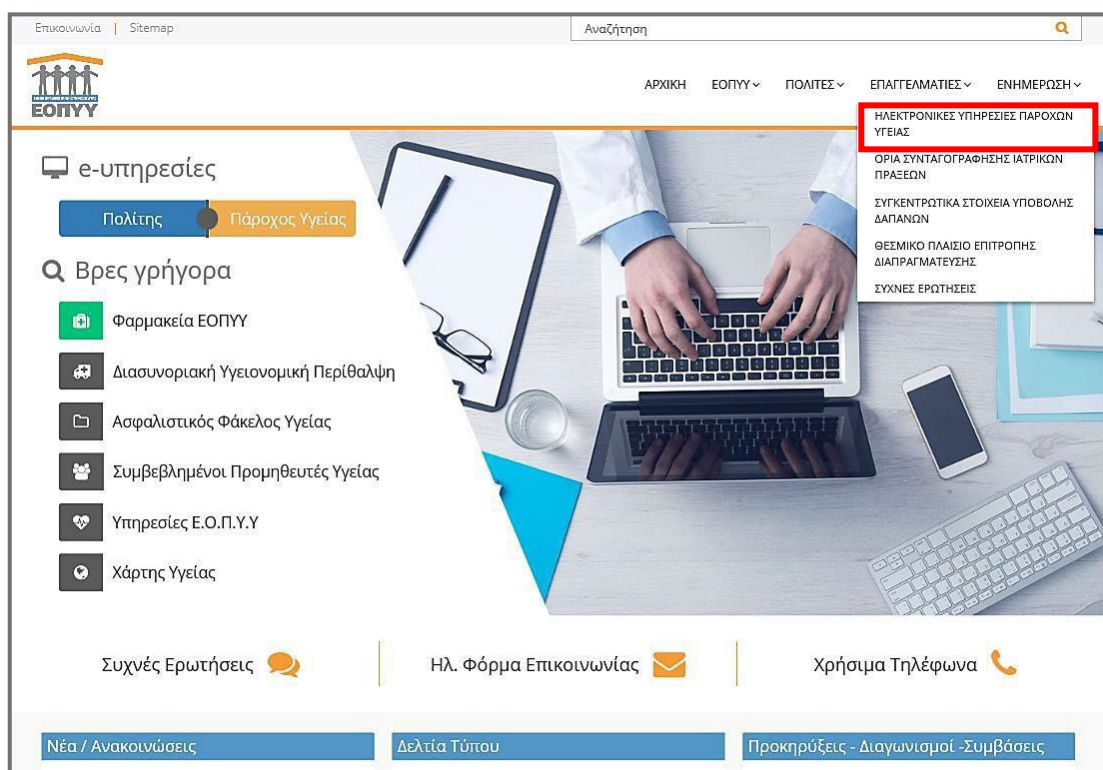 Επικοινωνία | Sitemap
Αναζήτηση
ΕΟΠΥΥ
ΑΡΧΙΚΗ ΕΟΠΥΥ ΠΟΛΙΤΕΣ ΕΠΑΓΓΕΛΜΑΤΙΕΣ ΕΝΗΜΕΡΩΣΗ
ΗΛΕΚΤΡΟΝΙΚΕΣ ΥΠΗΡΕΣΙΕΣ ΠΑΡΟΧΩΝ
ΥΓΕΙΑΣ
ΟΡΙΑ ΣΥΝΤΑΓΟΓΡΑΦΗΣΗΣ ΙΑΤΡΙΚΩΝ
ΠΡΑΞΕΩΝ
ΣΥΓΚΕΝΤΡΩΤΙΚΑ ΣΤΟΙΧΕΙΑ ΥΠΟΒΟΛΗΣ
ΔΑΠΑΝΩΝ
ΘΕΣΜΙΚΟ ΠΛΑΙΣΙΟ ΕΠΙΤΡΟΠΗΣ
ΔΙΑΠΡΑΓΜΑΤΕΥΣΗΣ
ΣΥΧΝΕΣ ΕΡΩΤΗΣΕΙΣ
e-υπηρεσίες
Πολίτης Πάροχος Υγείας
Βρες γρήγορα
Φαρμακεία ΕΟΠΥΥ
Διασυνοριακή Υγειονομική Περίθαλψη
Ασφαλιστικός Φάκελος Υγείας
Συμβεβλημένοι Προμηθευτές Υγείας
Υπηρεσίες Ε.Ο.Π.Υ.Υ
Χάρτης Υγείας
Συχνές Ερωτήσεις
Ηλ. Φόρμα Επικοινωνίας
Χρήσιμα Τηλέφωνα
Νέα / Ανακοινώσεις
Δελτία Τύπου
Προκηρύξεις - Διαγωνισμοί -Συμβάσεις